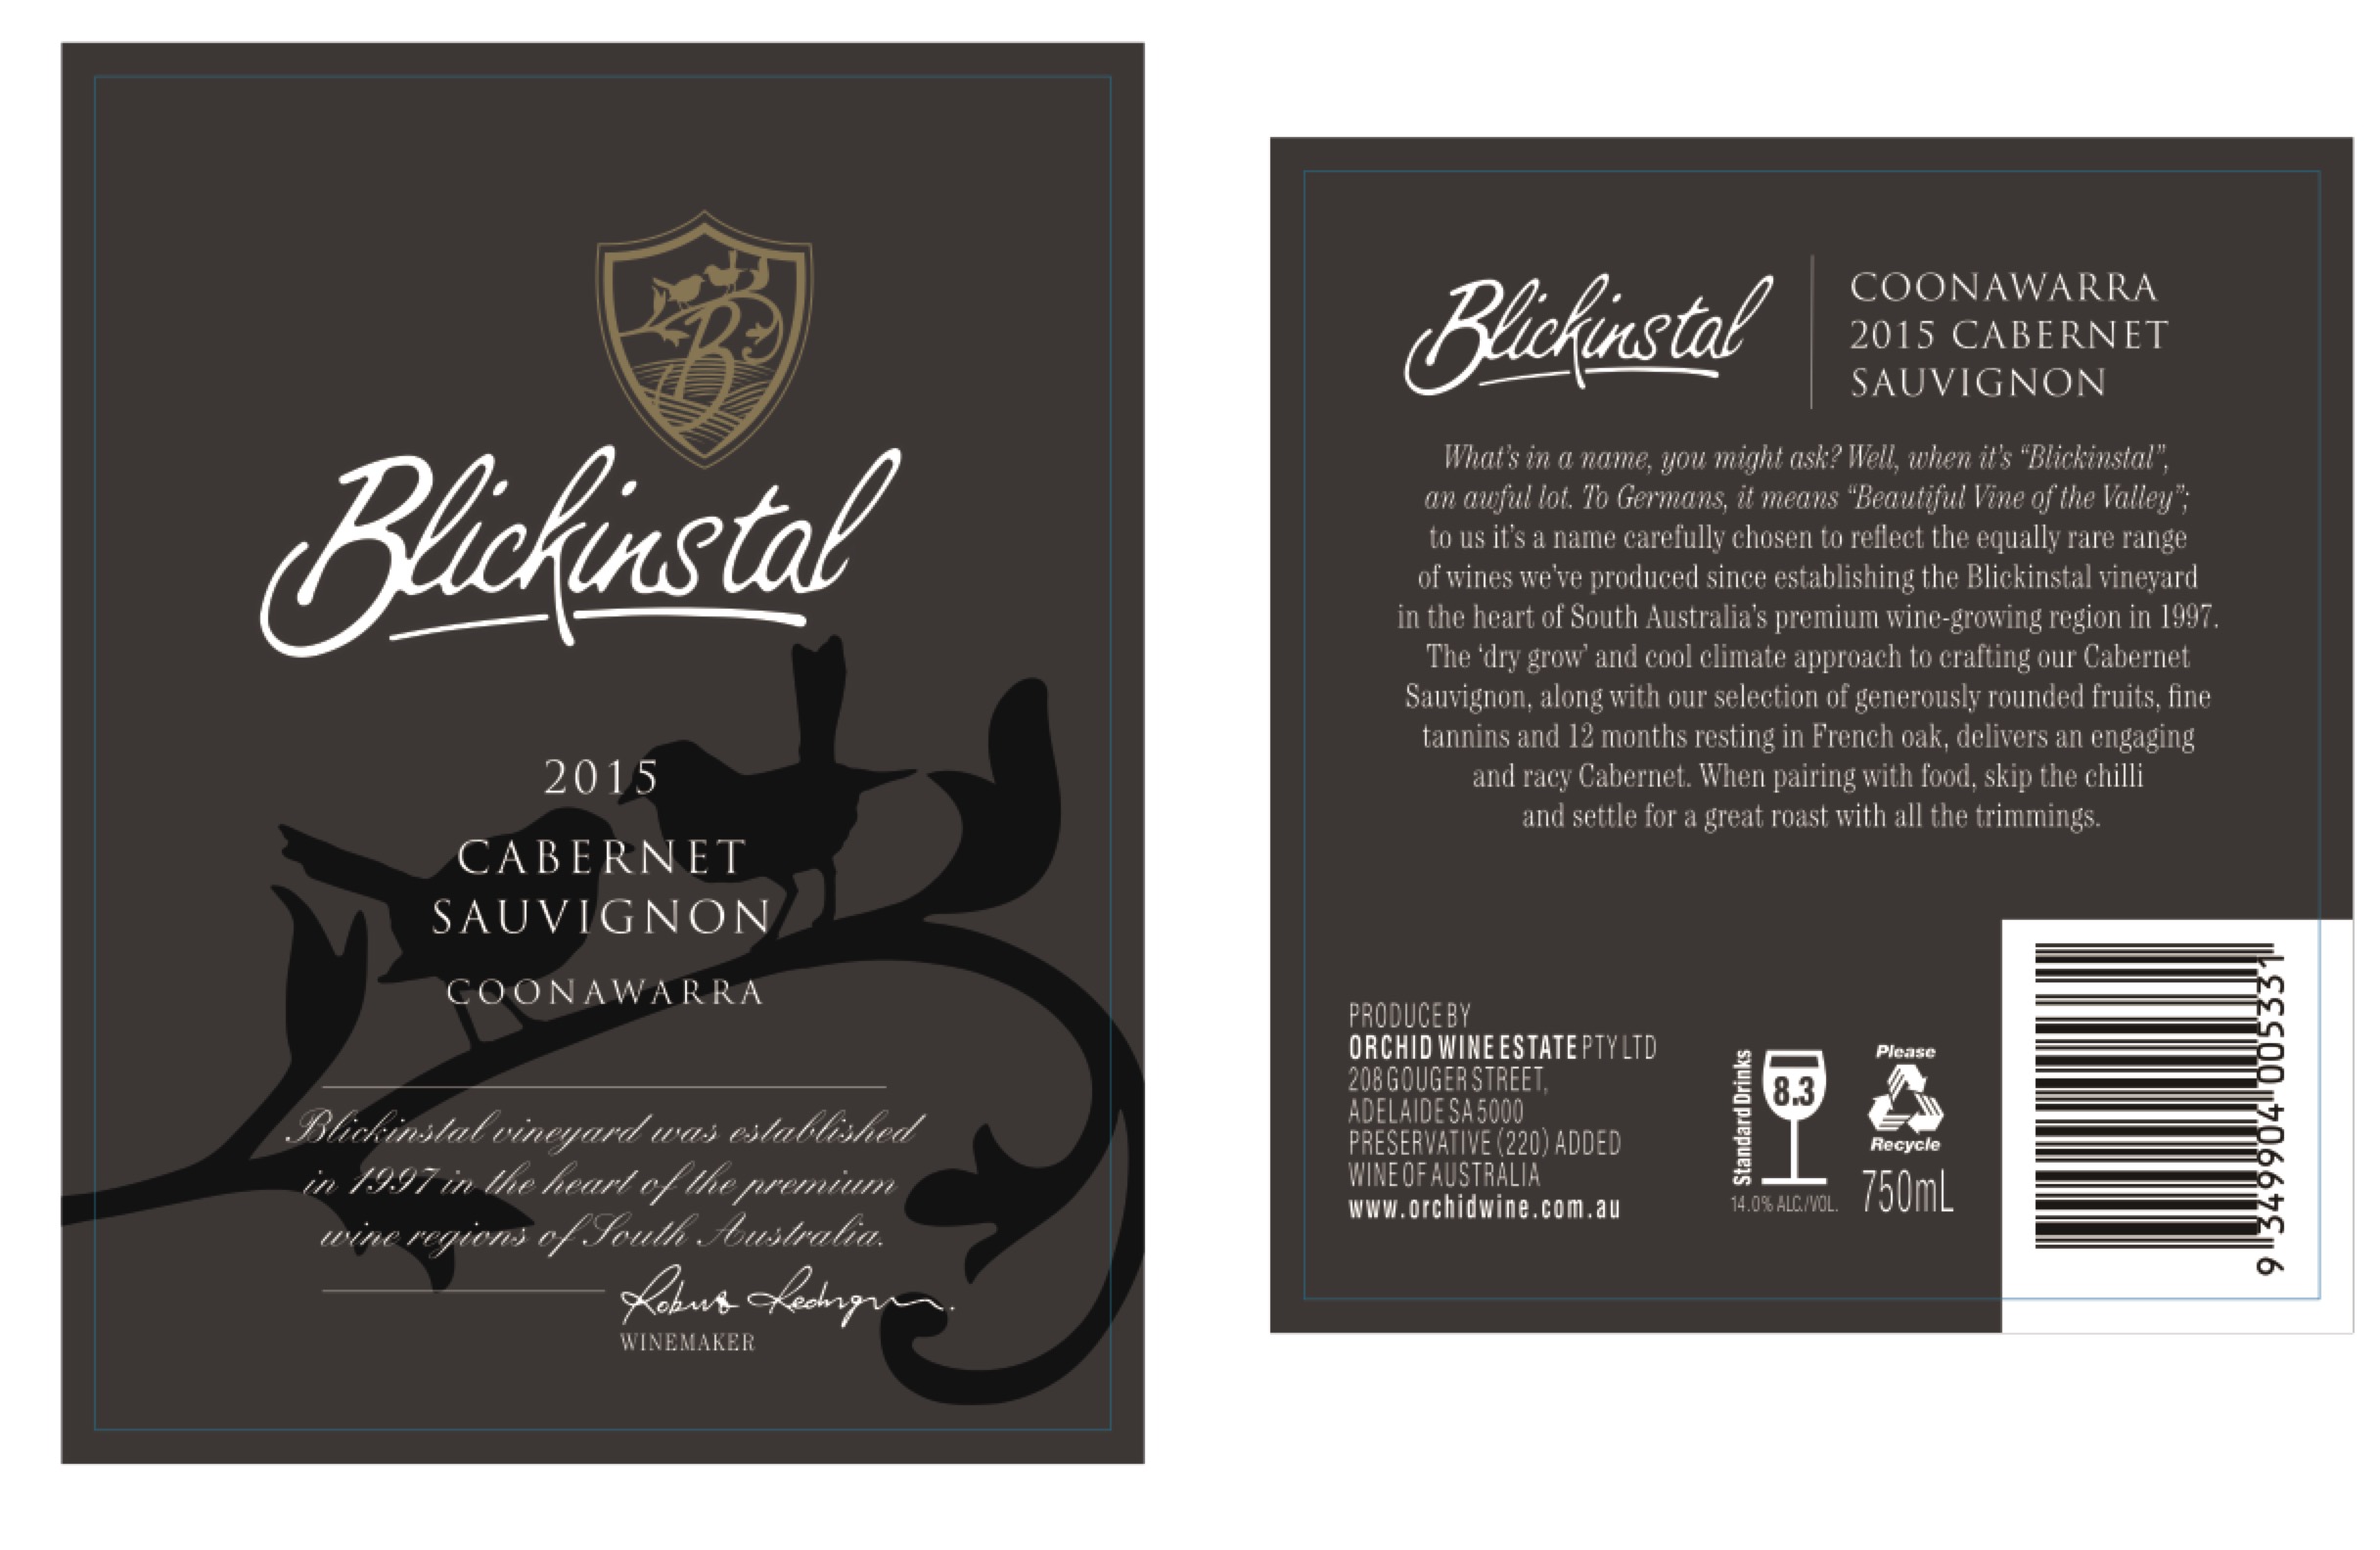 Blickinstal
2015
CABERNET
SAUVIGNON
COONAWARRA
Blickinstal vineyard was established
in 1997 in the heart of the premium
wine regions of South Australia.
WINEMAKER
Blickinstal
COONAWARRA
2015 CABERNET
SAUVIGNON
What's in a name, you might ask? Well, when it's “Blickinstal”,
an awful lot. To Germans, it means “Beautiful Vine of the Valley”;
to us it's a name carefully chosen to reflect the equally rare range
of wines we've produced since establishing the Blickinstal vineyard
in the heart of South Australia's premium wine-growing region in 1997.
The ‘dry grow’ and cool climate approach to crafting our Cabernet
Sauvignon, along with our selection of generously rounded fruits, fine
tannins and 12 months resting in French oak, delivers an engaging
and racy Cabernet. When pairing with food, skip the chilli
and settle for a great roast with all the trimmings.
PRODUCE BY
ORCHID WINE ESTATE PTY LTD
208 GOUGER STREET,
ADELAIDE SA 5000
PRESERVATIVE (220) ADDED
WINE OF AUSTRALIA
www.orchidwine.com.au
Standard Drinks
8.3
14.0% ALC./VOL.
Please
Recycle
750mL
9 349904 005331